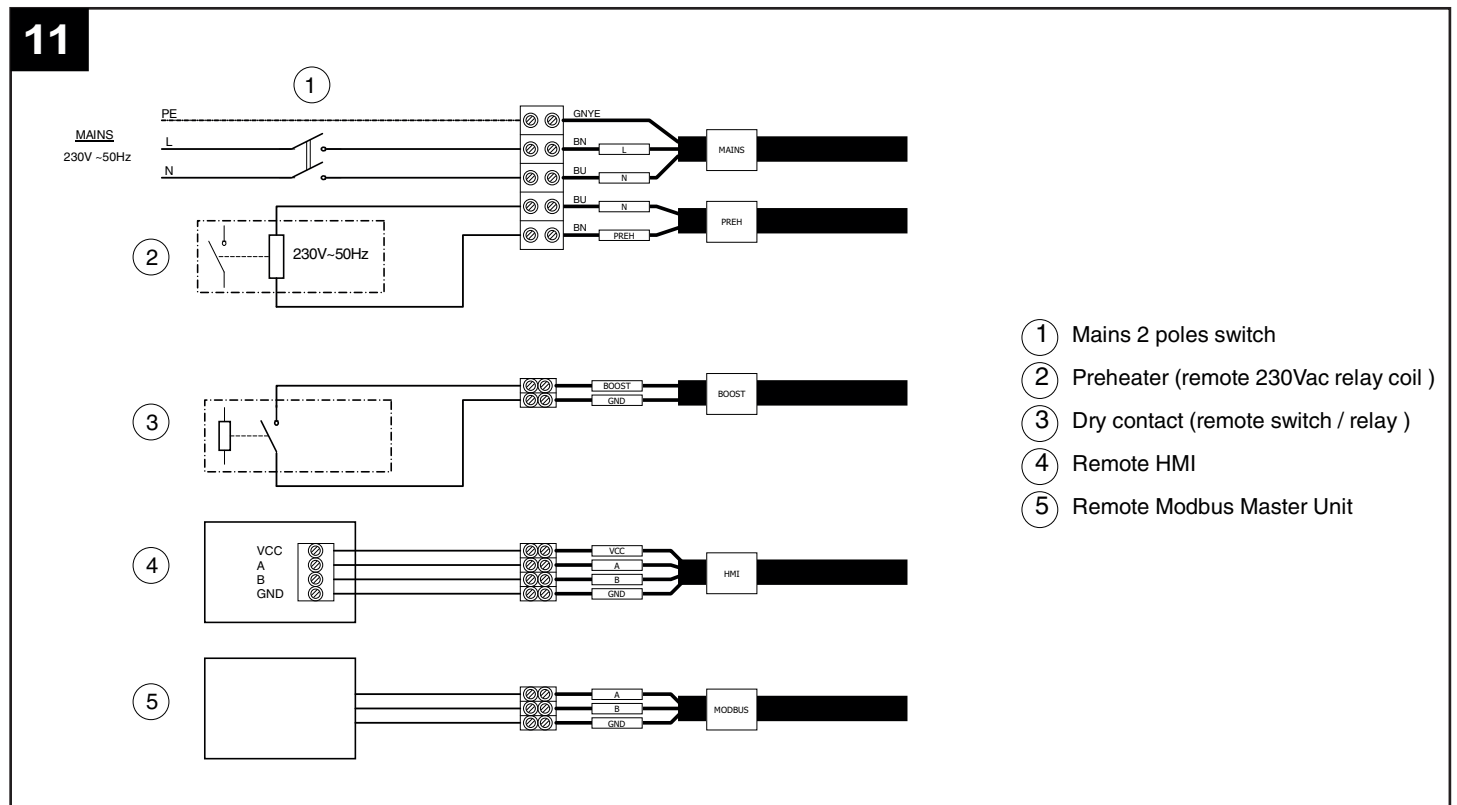 11
1
PE
MAINS
230V ~50Hz
L
N
GNYE
BN L
BU N
MAINS
BU N
BN PREH
PREH
2
230V~50Hz
3
BOOST
GND
BOOST
4
VCC
A
B
GND
VCC
A
B
GND
HMI
5
A
B
GND
MODBUS
1 Mains 2 poles switch
2 Preheater (remote 230Vac relay coil )
3 Dry contact (remote switch / relay )
4 Remote HMI
5 Remote Modbus Master Unit